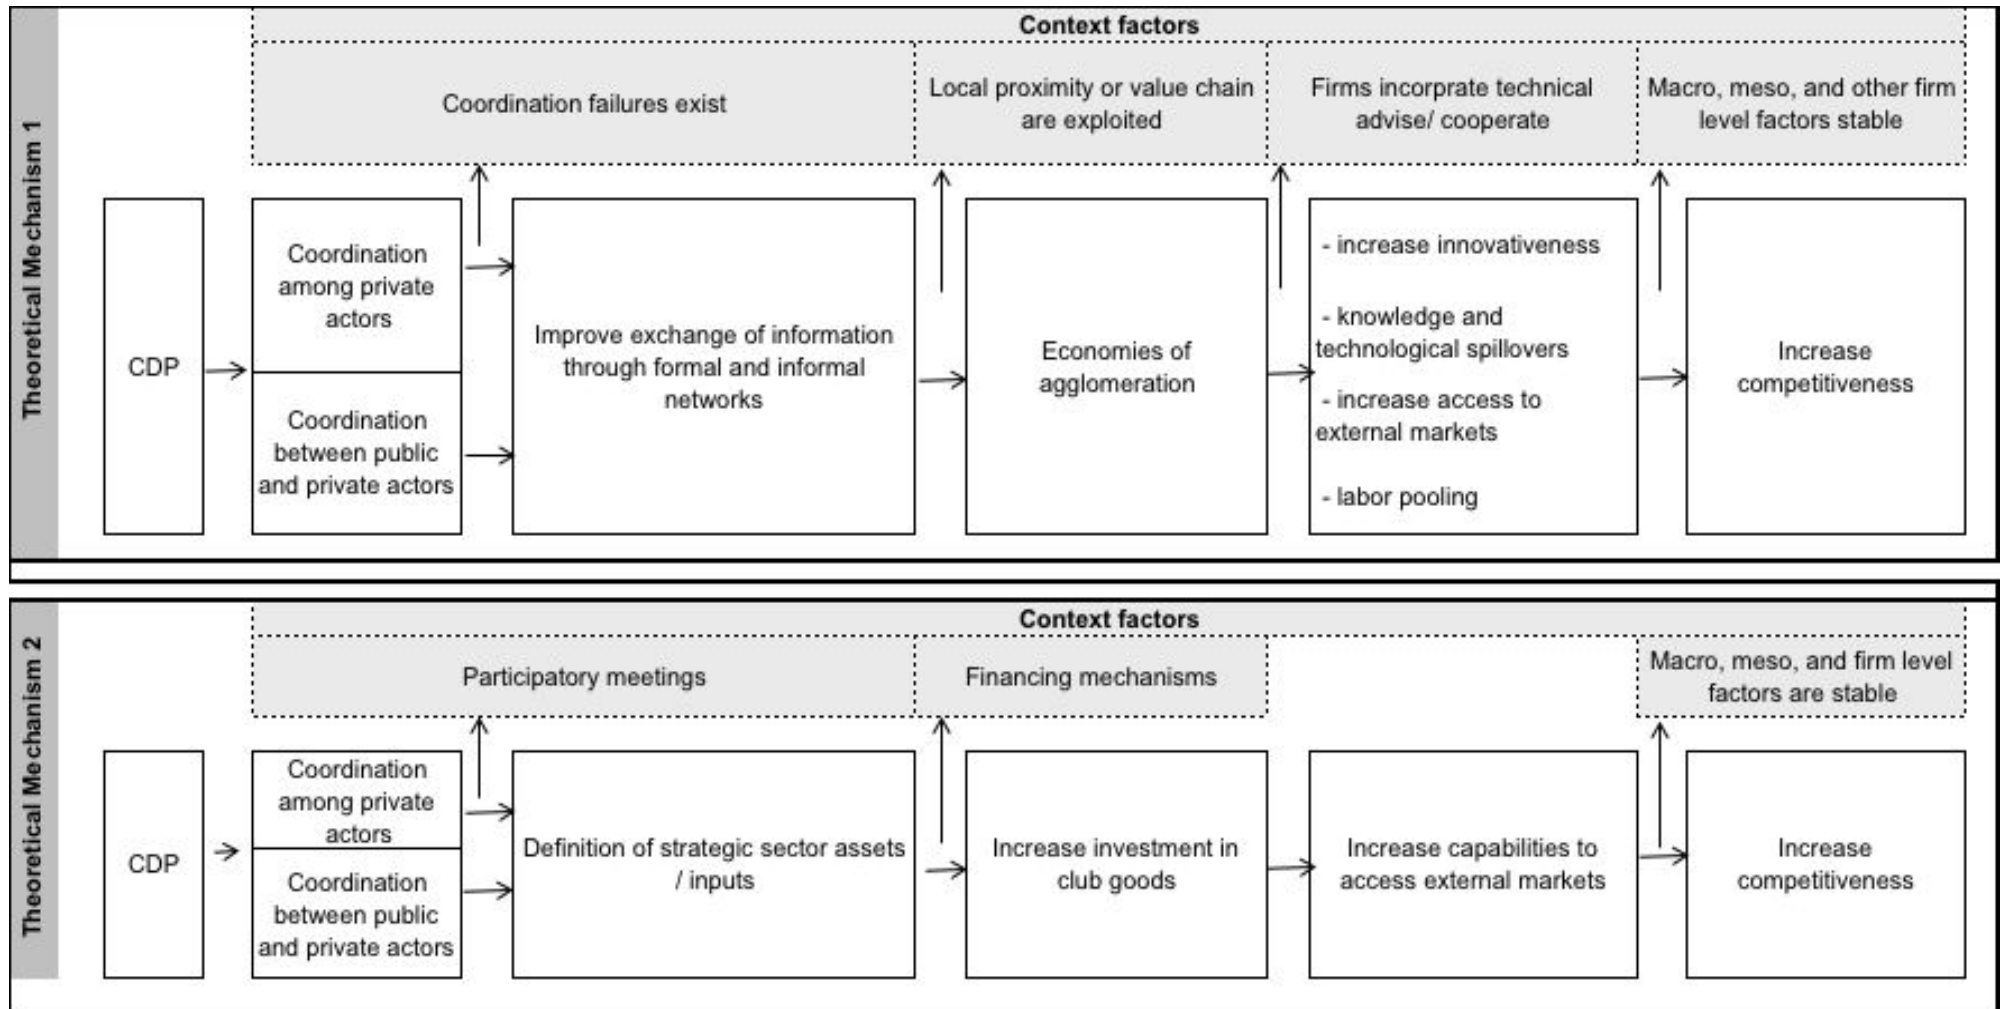 Theoretical Mechanism 1
Context factors
Coordination failures exist
Local proximity or value chain
are exploited
Firms incorprate technical
advise/ cooperate
Macro, meso, and other firm
level factors stable
CDP
Coordination
among private
actors
Coordination
between public
and private actors
Improve exchange of information
through formal and informal
networks
Economies of
agglomeration
- increase innovativeness
- knowledge and
technological spillovers
- increase access to
external markets
- labor pooling
Increase
competitiveness
Theoretical Mechanism 2
Context factors
Participatory meetings
Financing mechanisms
Macro, meso, and firm level
factors are stable
CDP
Coordination
among private
actors
Coordination
between public
and private actors
Definition of strategic sector assets
/ inputs
Increase investment in
club goods
Increase capabilities to
access external markets
Increase
competitiveness